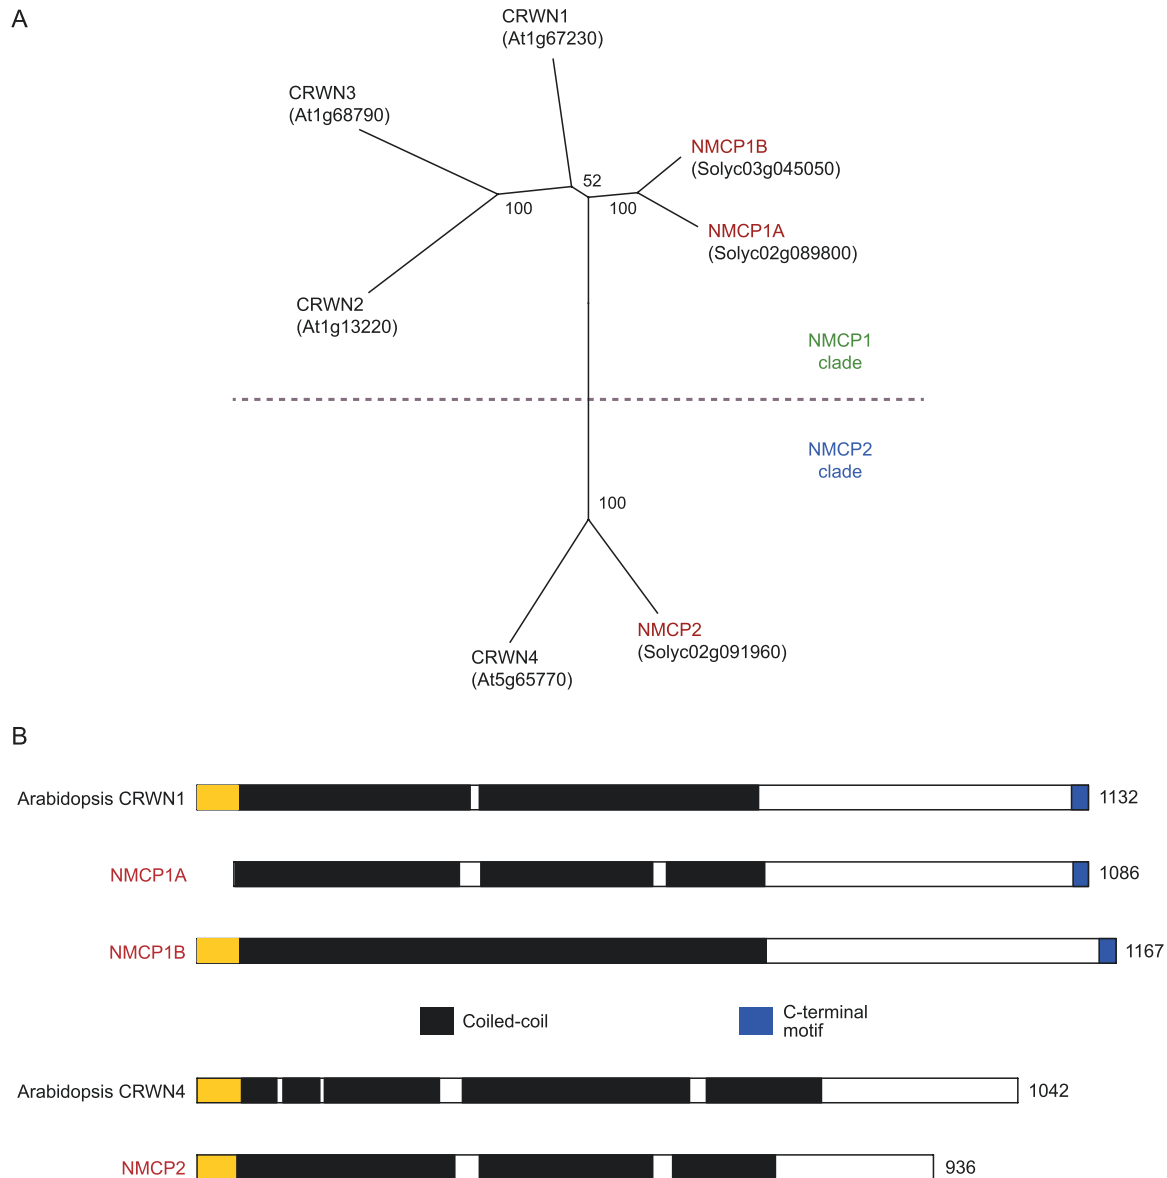 A
CRWN1
(At1g67230)
CRWN3
(At1g68790)
NMCP1B
(Solyc03g045050)
52
100
100
NMCP1A
(Solyc02g089800)
CRWN2
(At1g13220)
NMCP1
clade
NMCP2
clade
100
NMCP2
(Solyc02g091960)
CRWN4
(At5g65770)
B
Arabidopsis CRWN1
1132
NMCP1A
1086
NMCP1B
1167
Coiled-coil
C-terminal
motif
Arabidopsis CRWN4
1042
NMCP2
936